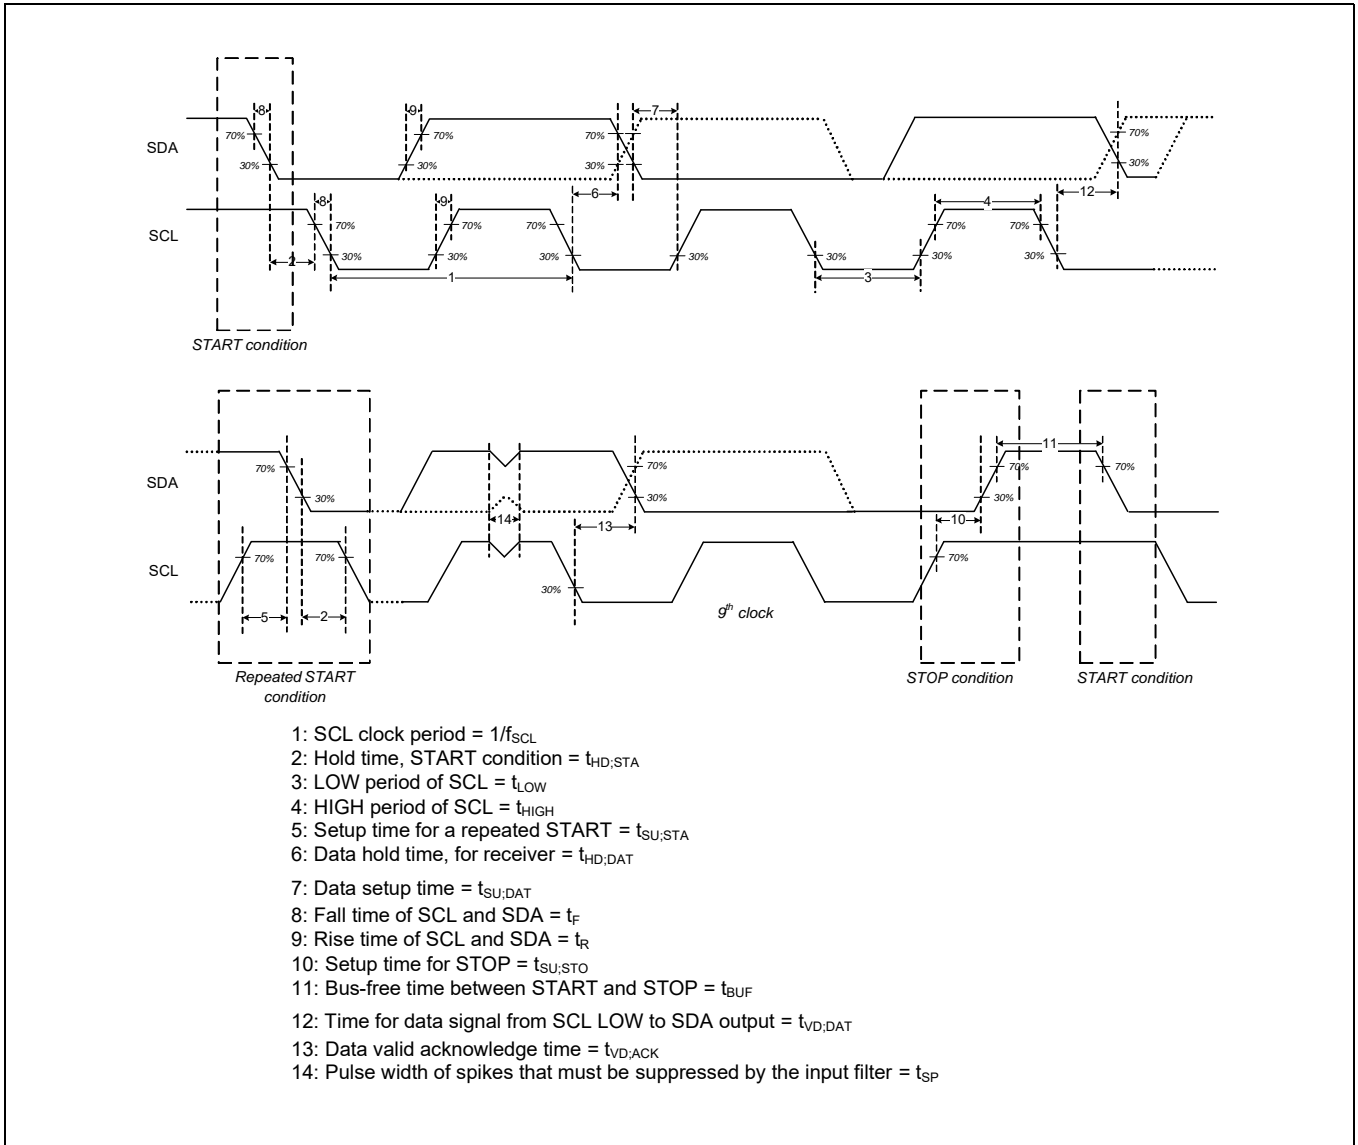 8
9
7
70%
70%
70%
70%
SDA
30%
30%
30%
30%
6
12
8
9
4
SCL
70%
70%
70%
70%
70%
30%
30%
30%
30%
30%
30%
30%
2
1
3
START condition
11
70%
70%
70%
70%
SDA
30%
30%
30%
14
13
10
SCL
70%
70%
70%
30%
5
2
9th clock
Repeated START
condition
STOP condition
START condition
1: SCL clock period = 1/fSCL
2: Hold time, START condition = tHD;STA
3: LOW period of SCL = tLOW
4: HIGH period of SCL = tHIGH
5: Setup time for a repeated START = tSU;STA
6: Data hold time, for receiver = tHD;DAT
7: Data setup time = tSU;DAT
8: Fall time of SCL and SDA = tF
9: Rise time of SCL and SDA = tR
10: Setup time for STOP = tSU;STO
11: Bus-free time between START and STOP = tBUF
12: Time for data signal from SCL LOW to SDA output = tVD;DAT
13: Data valid acknowledge time = tVD;ACK
14: Pulse width of spikes that must be suppressed by the input filter = tSP